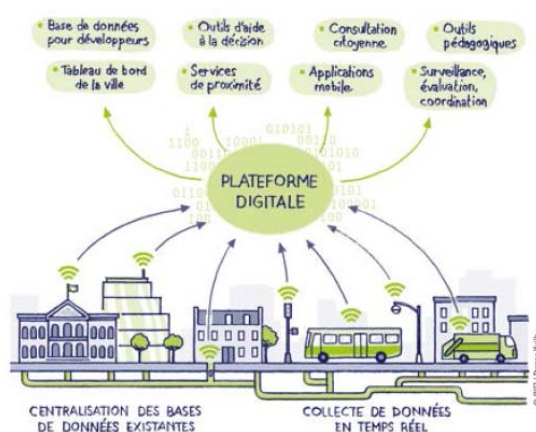 Base de données
pour développeurs
Outils d'aide
à la décision
Consultation
citoyenne
Outils
pédagogiques
Tableau de bord
de la ville
Services
de proximité
Applications
mobile
Surveillance,
évaluation,
coordination
PLATEFORME
DIGITALE
CENTRALISATION DES BASES
DE DONNÉES EXISTANTES
COLLECTE DE DONNÉES
EN TEMPS RÉEL